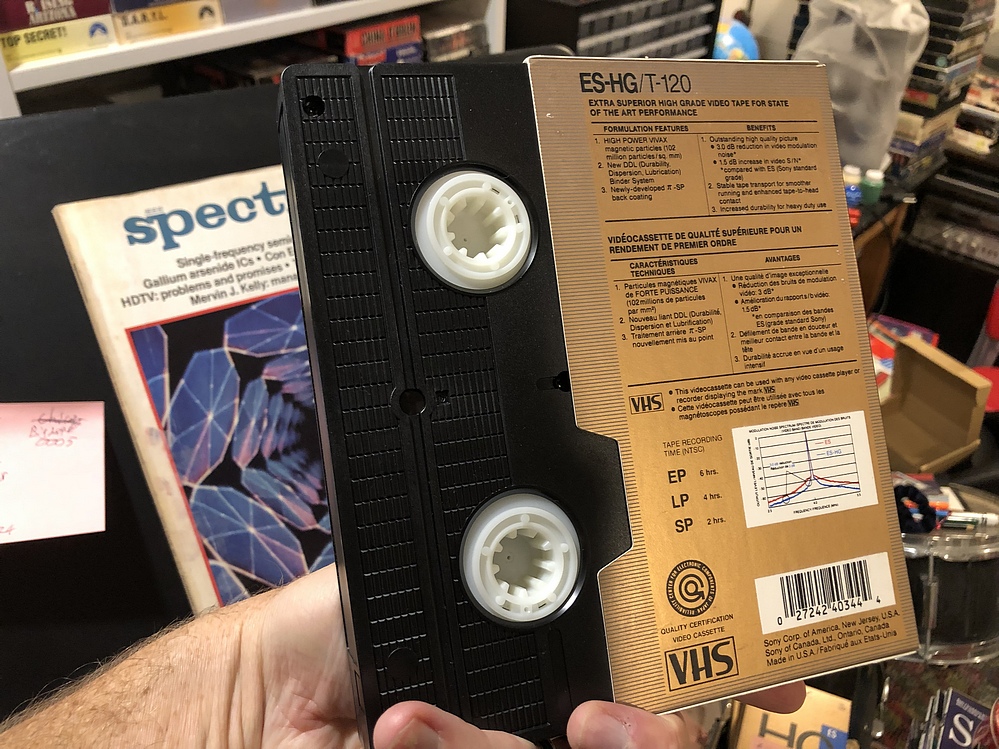 TOP SECRET!
spect
Single-frequency semi
Gallium arsenide ICs • Con E
HDTV: problems and promises •
Mervin J. Kelly: mana
ES-HG/T-120
EXTRA SUPERIOR HIGH GRADE VIDEO TAPE FOR STATE
OF THE ART PERFORMANCE
FORMULATION FEATURES
1. HIGH POWER VIVAX
magnetic particles (102
million particles/sq. mm)
2. New DDL (Durability,
Dispersion, Lubrication)
Binder System
3. Newly-developed π-SP
back coating
BENEFITS
1. Outstanding high quality picture
• 3.0 dB reduction in video modulation
noise*
• 1.5 dB increase in video S/N*
*compared with ES (Sony standard
grade)
2. Stable tape transport for smoother
running and enhanced tape-to-head
contact
3. Increased durability for heavy duty use
VIDÉOCASSETTE DE QUALITÉ SUPÉRIEURE POUR UN
RENDEMENT DE PREMIER ORDRE
CARACTÉRISTIQUES
TECHNIQUES
1. Particules magnétiques VIVAX
de FORTE PUISSANCE
(102 millions de particules
par mm²)
2. Nouveau liant DDL (Durabilité,
Dispersion et Lubrification)
3. Traitement arrière π-SP
nouvellement mis au point
AVANTAGES
1. Une qualité d'image exceptionnelle
• Réduction des bruits de modulation
vidéo: 3 dB*
• Amélioration du rapport s/b vidéo:
1,5 dB*
*en comparaison des bandes
ES (grade standard Sony)
2. Défilement de bande en douceur et
meilleur contact entre la bande et la
tête
3. Durabilité accrue en vue d'un usage
intensif
VHS
• This videocassette can be used with any video cassette player or
recorder displaying the mark VHS
• Cette vidéocassette peut être utilisée avec tous les
magnétoscopes possédant le repère VHS
TAPE RECORDING
TIME (NTSC)
EP 6 hrs.
LP 4 hrs.
SP 2 hrs.
ES
ES-HG
QUALITY CERTIFICATION
VIDEO CASSETTE
VHS
0 27242 40344 4
Sony Corp. of America, New Jersey, U.S.A.
Sony of Canada, Ltd., Ontario, Canada
Made in U.S.A./Fabriqué aux Etats-Unis
HG
ES
S